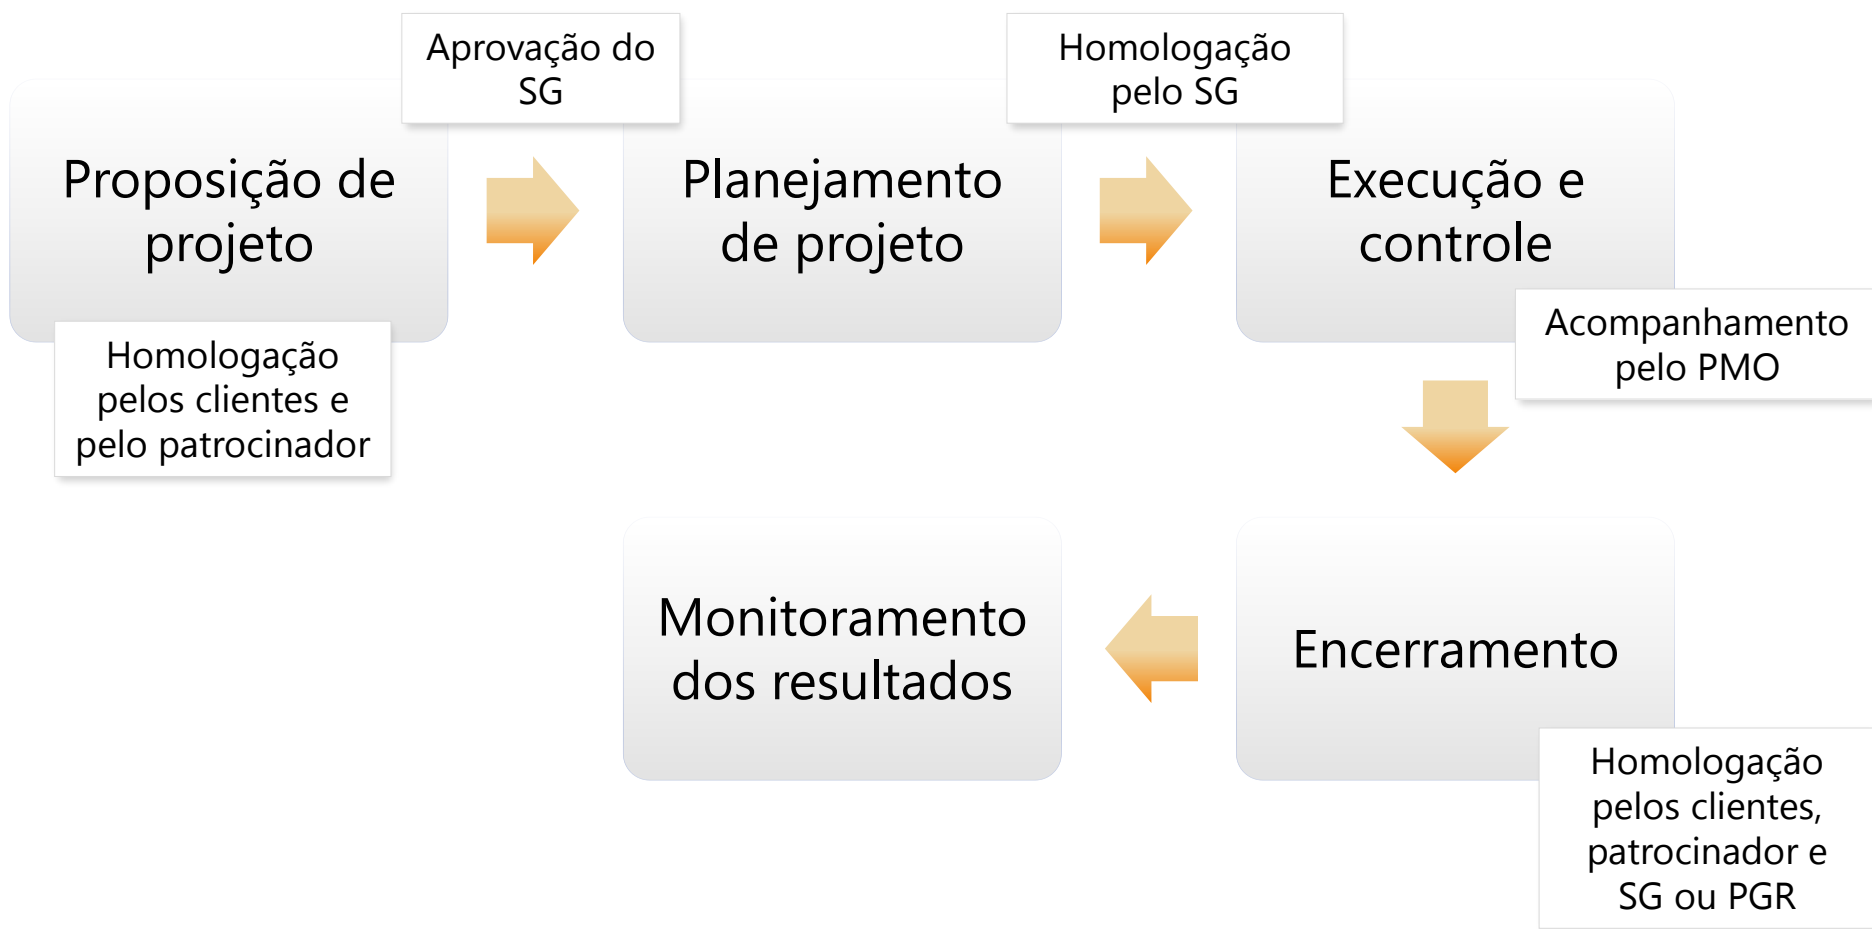 Aprovação do
SG
Homologação
pelo SG
Proposição de
projeto
Planejamento
de projeto
Execução e
controle
Homologação
pelos clientes e
pelo patrocinador
Acompanhamento
pelo PMO
Monitoramento
dos resultados
Encerramento
Homologação
pelos clientes,
patrocinador e
SG ou PGR